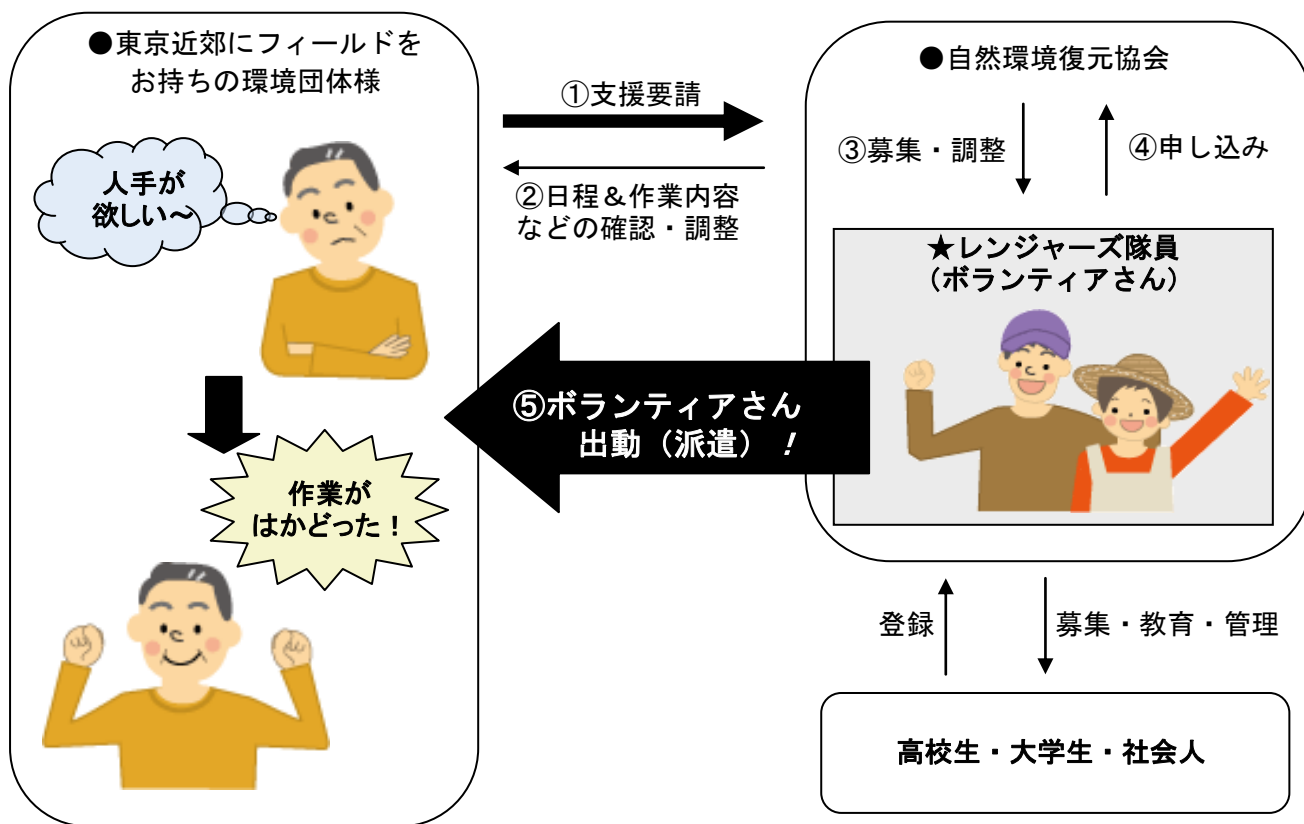 ●東京近郊にフィールドを
お持ちの環境団体様
人手が
欲しい～
作業が
はかどった！
①支援要請
②日程＆作業内容
などの確認・調整
⑤ボランティアさん
出動（派遣）！
●自然環境復元協会
③募集・調整
④申し込み
★レンジャーズ隊員
（ボランティアさん）
登録
募集・教育・管理
高校生・大学生・社会人